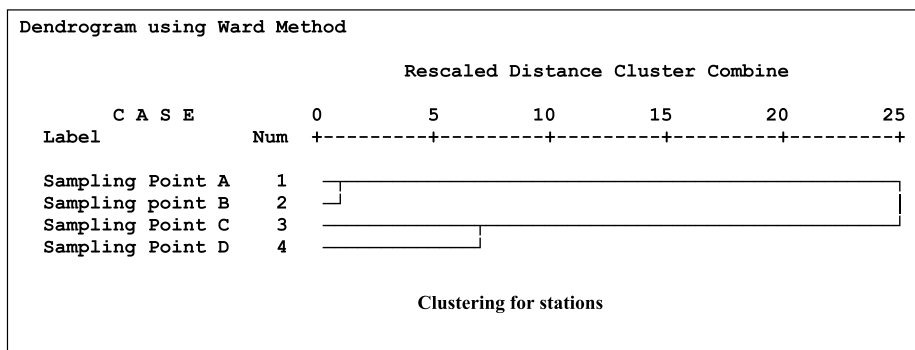 Dendrogram using Ward Method
Rescaled Distance Cluster Combine
C A S E 0 5 10 15 20 25
Label Num +---------+---------+---------+---------+---------+
Sampling Point A 1
Sampling point B 2
Sampling Point C 3
Sampling Point D 4
Clustering for stations